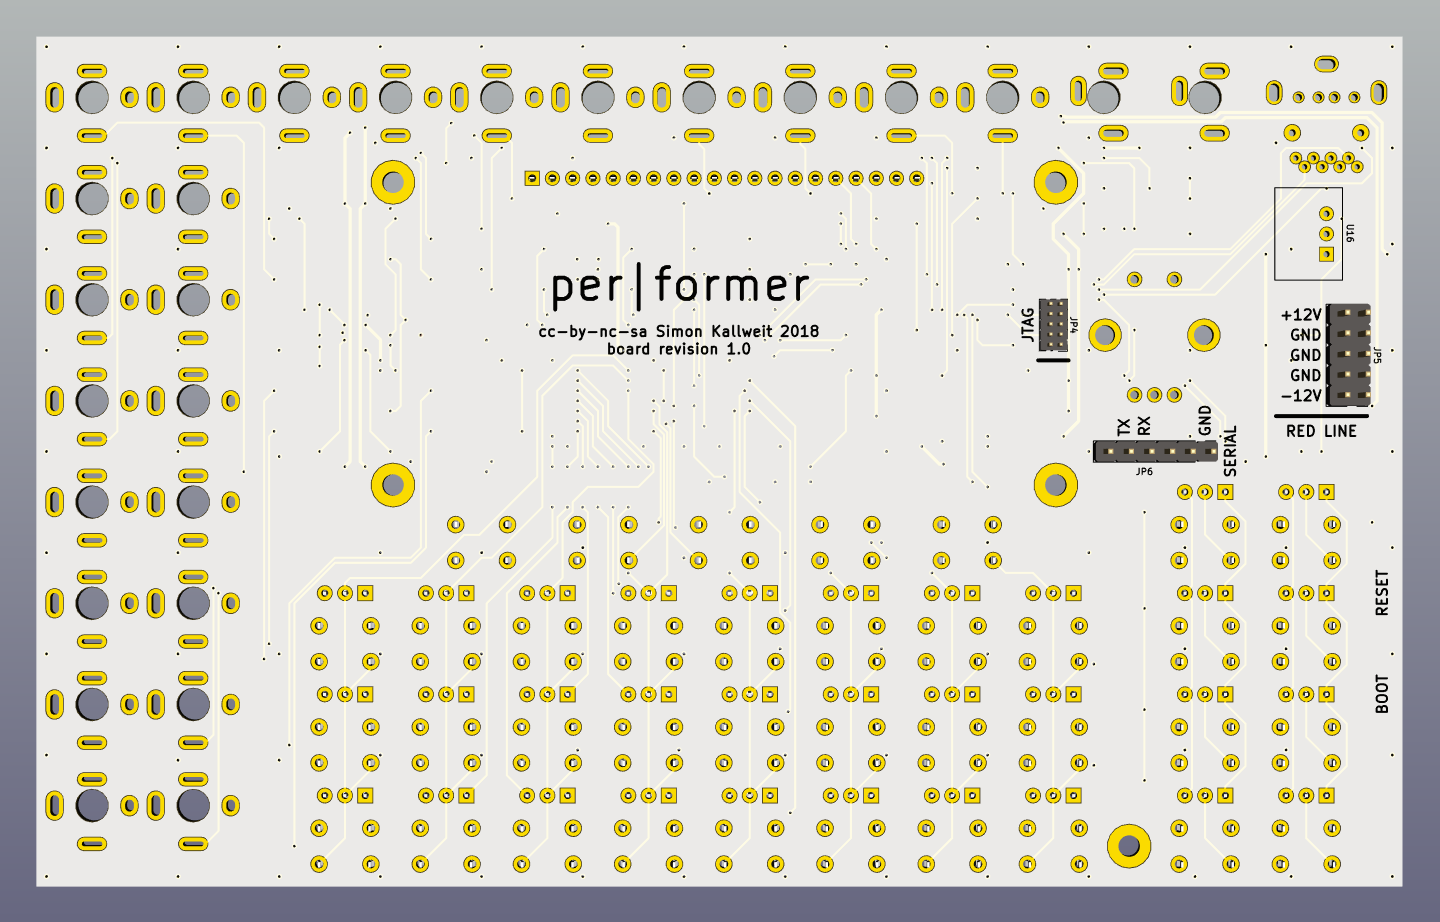 U16
per|former
cc-by-nc-sa Simon Kallweit 2018
board revision 1.0
JTAG
JP4
+12V
GND
GND
GND
-12V
JP5
RED LINE
TX
RX
GND
SERIAL
JP6
RESET
BOOT